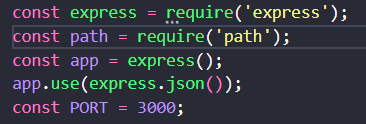 const express = require('express');
const path = require('path');
const app = express();
app.use(express.json());
const PORT = 3000;